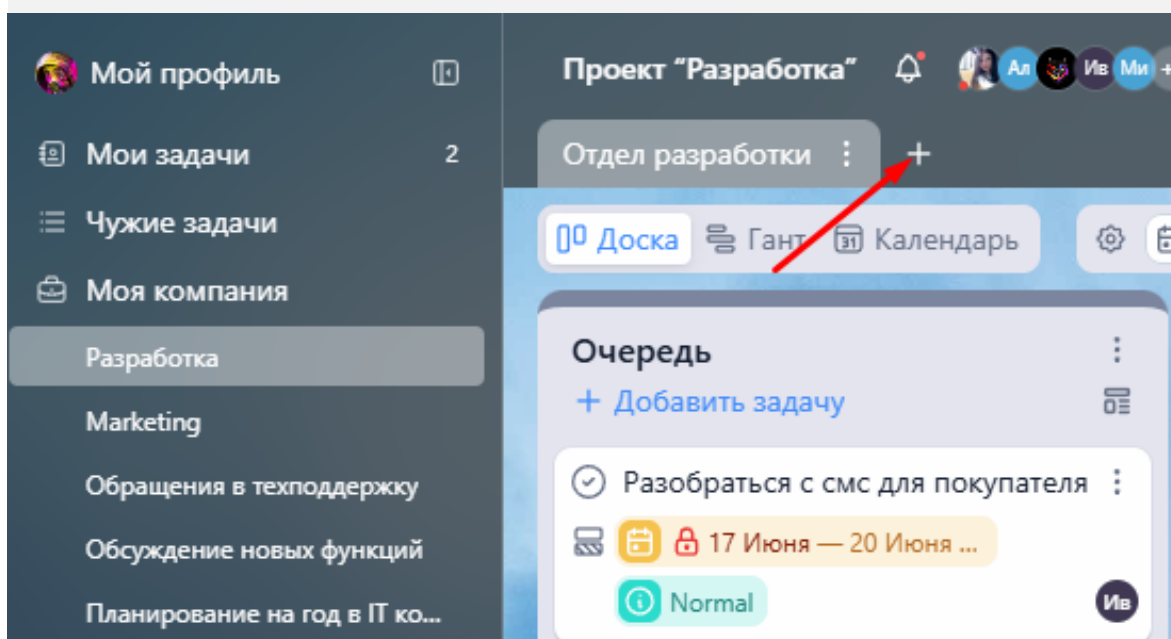 Мой профиль
Мои задачи 2
Чужие задачи
Моя компания
Разработка
Marketing
Обращения в техподдержку
Обсуждение новых функций
Планирование на год в IT ко...
Проект "Разработка" Ал Ив Ми +
Отдел разработки +
Доска Гант 31 Календарь
Очередь
+ Добавить задачу
Разобраться с смс для покупателя
17 Июня — 20 Июня ...
Normal Ив